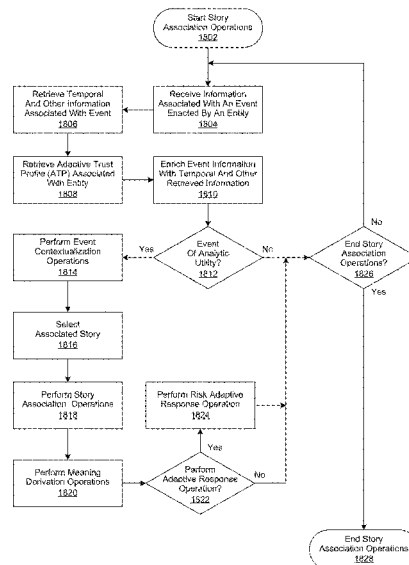 Start Story
Association Operations
1802
Receive Information
Associated With An Event
Enacted By An Entity
1804
Retrieve Temporal
And Other Information
Associated With Event
1806
Retrieve Adaptive Trust
Profile (ATP) Associated
With Entity
1808
Enrich Event Information
With Temporal And Other
Retrieved Information
1810
Event
Of Analytic
Utility?
1812
Yes
No
Perform Event
Contextualization
Operations
1814
Select
Associated Story
1816
Perform Story
Association Operations
1818
Perform Meaning
Derivation Operations
1820
Perform
Adaptive Response
Operation?
1822
Yes
No
Perform Risk Adaptive
Response Operation
1824
End Story
Association
Operations?
1826
No
Yes
End Story
Association Operations
1828